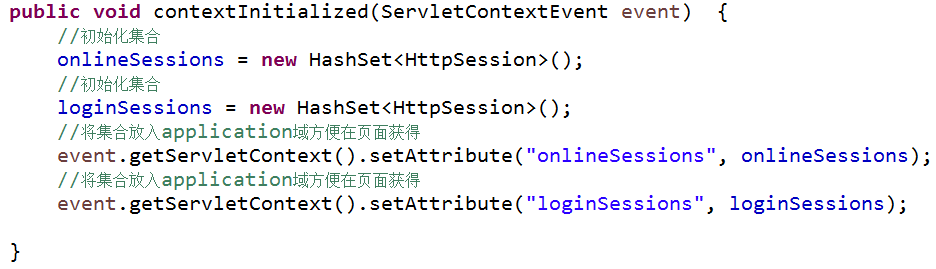 public void contextInitialized(ServletContextEvent event)  {
    //初始化集合
    onlineSessions = new HashSet<HttpSession>();
    //初始化集合
    loginSessions = new HashSet<HttpSession>();
    //将集合放入application域方便在页面获得
    event.getServletContext().setAttribute("onlineSessions", onlineSessions);
    //将集合放入application域方便在页面获得
    event.getServletContext().setAttribute("loginSessions", loginSessions);
}